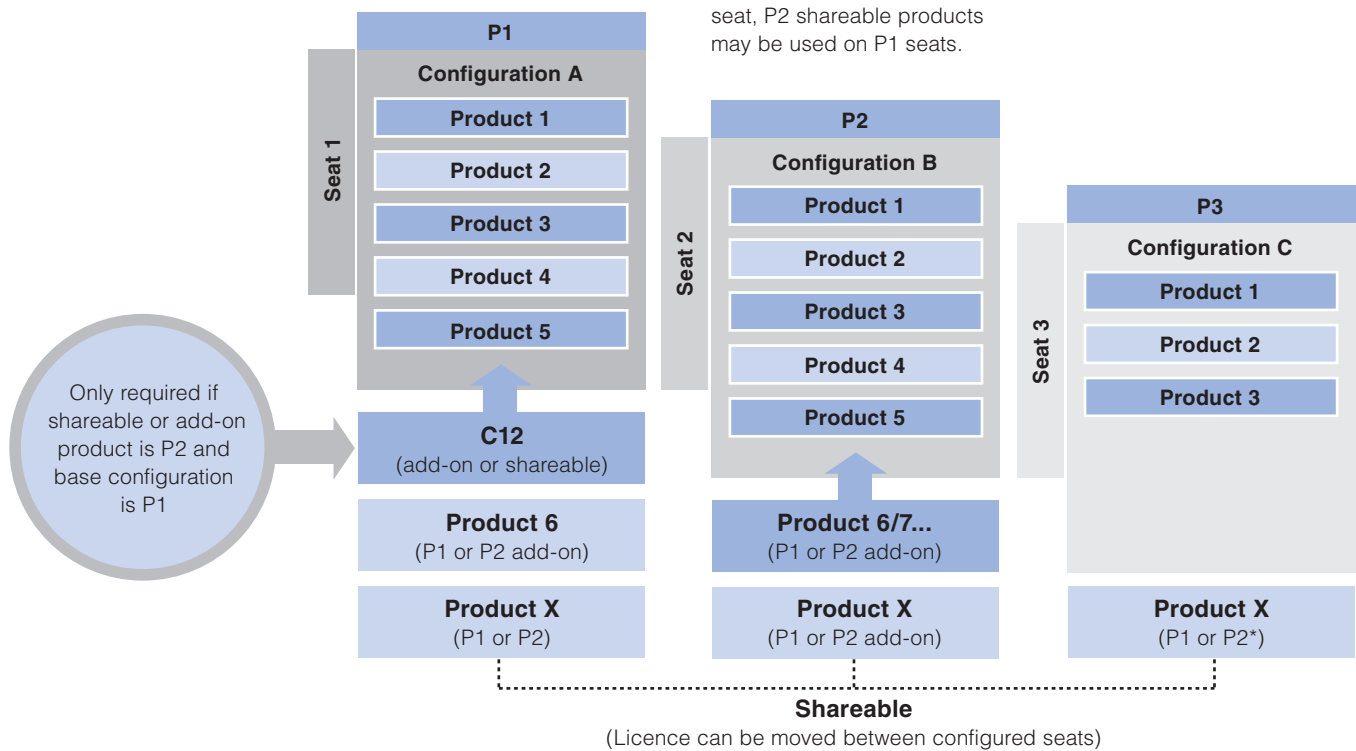 seat, P2 shareable products
may be used on P1 seats.
P1
Configuration A
Product 1
Product 2
Product 3
Product 4
Product 5
Seat 1
P2
Configuration B
Product 1
Product 2
Product 3
Product 4
Product 5
Seat 2
P3
Configuration C
Product 1
Product 2
Product 3
Seat 3
Only required if
shareable or add-on
product is P2 and
base configuration
is P1
C12
(add-on or shareable)
Product 6
(P1 or P2 add-on)
Product X
(P1 or P2)
Product 6/7...
(P1 or P2 add-on)
Product X
(P1 or P2 add-on)
Product X
(P1 or P2*)
Shareable
(Licence can be moved between configured seats)